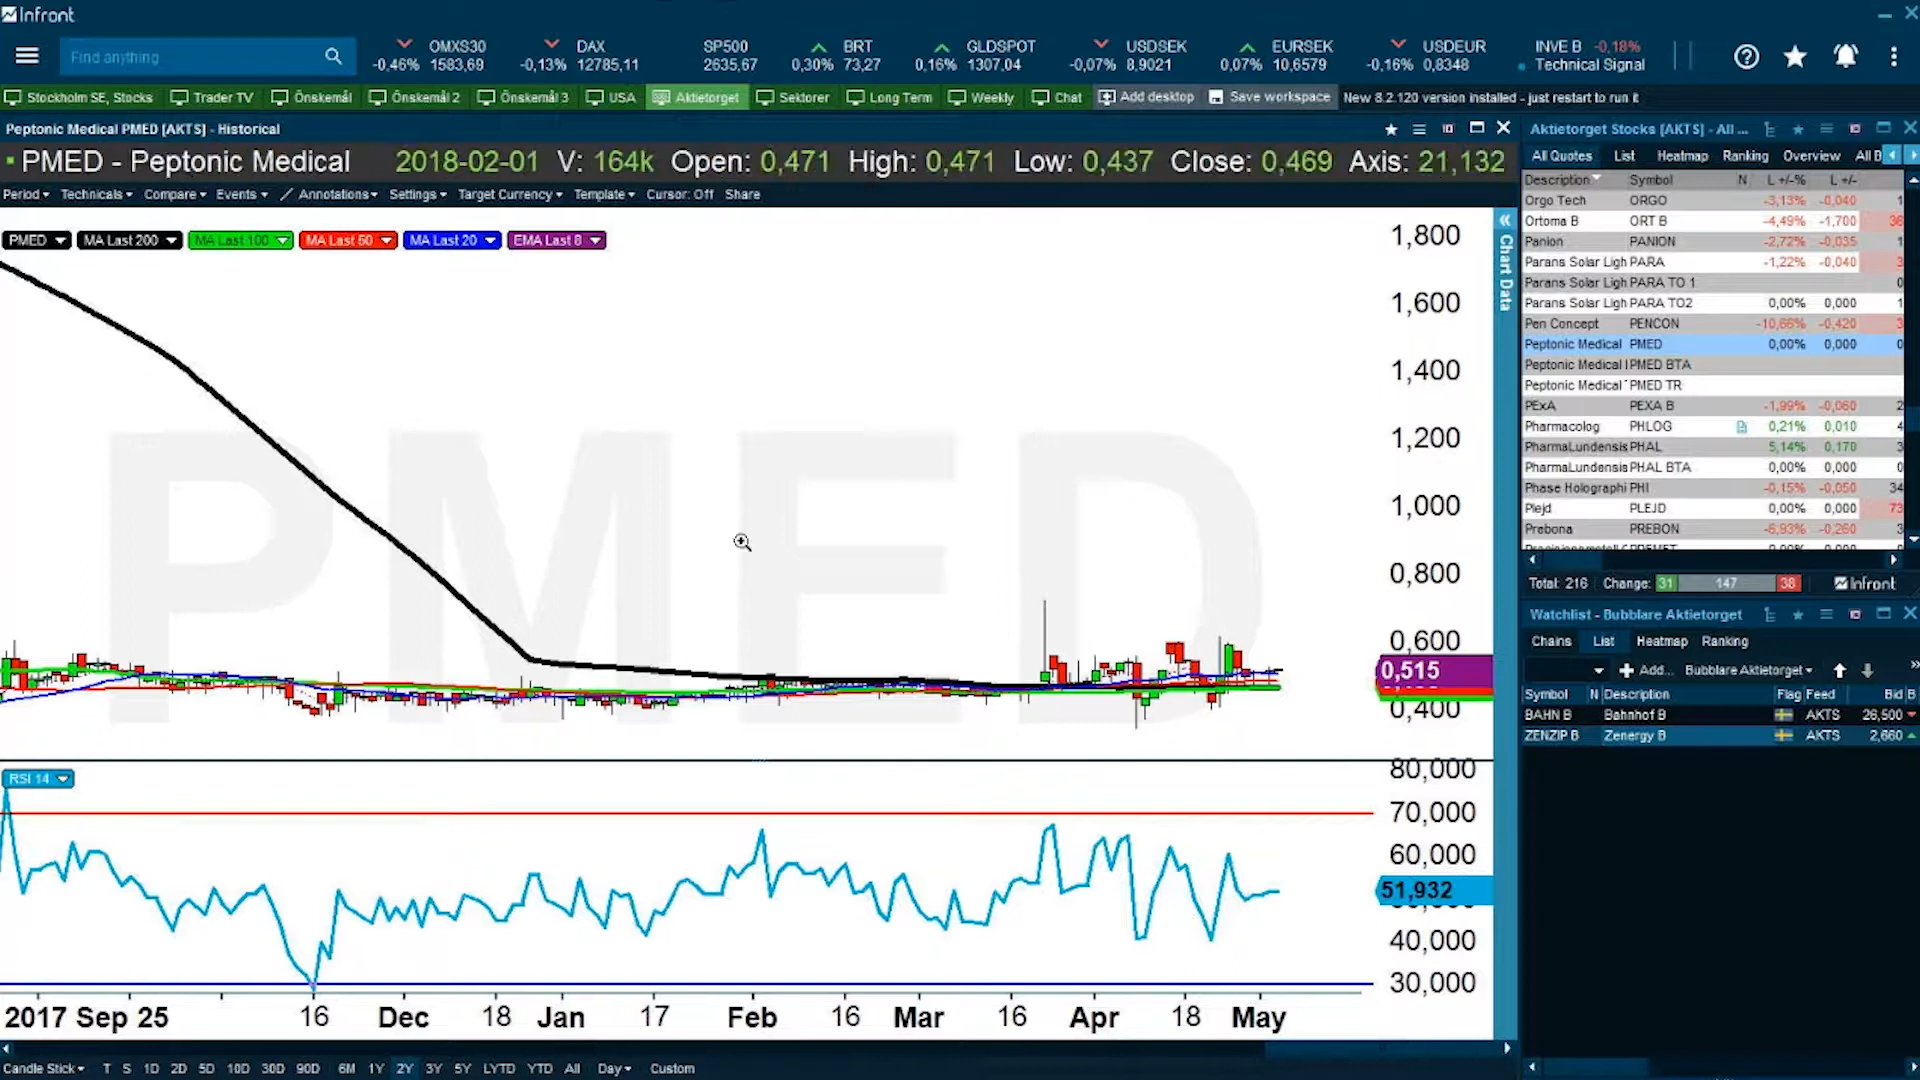 Infront
Find anything
OMXS30 -0,46% 1583,69
DAX -0,13% 12785,11
SP500 2635,67
BRT 0,30% 73,27
GLDSPOT 0,16% 1307,04
USDSEK -0,07% 8,9021
EURSEK 0,07% 10,6579
USDEUR -0,16% 0,8348
INVE B -0,18%
Technical Signal
Stockholm SE, Stocks Trader TV Önskemål Önskemål 2 Önskemål 3 USA Aktietorget Sektorer Long Term Weekly Chat Add desktop Save workspace New 8.2.120 version installed - just restart to run it
Peptonic Medical PMED [AKTS] - Historical
PMED - Peptonic Medical 2018-02-01 V: 164k Open: 0,471 High: 0,471 Low: 0,437 Close: 0,469 Axis: 21,132
Period Technicals Compare Events Annotations Settings Target Currency Template Cursor: Off Share
PMED MA Last 200 MA Last 100 MA Last 50 MA Last 20 EMA Last 8
PMED
1,800
1,600
1,400
1,200
1,000
0,800
0,600
0,515
0,400
Chart Data
RSI 14
80,000
70,000
60,000
51,932
40,000
30,000
2017 Sep 25 16 Dec 18 Jan 17 Feb 16 Mar 16 Apr 18 May
Candle Stick T S 1D 2D 5D 10D 30D 90D 6M 1Y 2Y 3Y 5Y LYTD YTD All Day Custom
Aktietorget Stocks [AKTS] - All ...
All Quotes List Heatmap Ranking Overview All B
Description Symbol N L +/-% L +/-
Orgo Tech ORGO -3,13% -0,040 1
Ortoma B ORT B -4,49% -1,700 36
Panion PANION -2,72% -0,035 1
Parans Solar Ligh PARA -1,22% -0,040 3
Parans Solar Ligh PARA TO 1 0
Parans Solar Ligh PARA TO2 0,00% 0,000 1
Pen Concept PENCON -10,66% -0,420 3
Peptonic Medical PMED 0,00% 0,000 0
Peptonic Medical PMED BTA
Peptonic Medical PMED TR
PExA PEXA B -1,99% -0,060 2
Pharmacolog PHLOG 0,21% 0,010 4
PharmaLundensis PHAL 5,14% 0,170 3
PharmaLundensis PHAL BTA 0,00% 0,000 0
Phase Holographi PHI -0,15% -0,050 34
Plejd PLEJD 0,00% 0,000 73
Prebona PREBON -6,93% -0,260 3
Total: 216 Change: 31 147 38 Infront
Watchlist - Bubblare Aktietorget
Chains List Heatmap Ranking
Add... Bubblare Aktietorget
Symbol N Description Flag Feed Bid B
BAHN B Bahnhof B AKTS 26,500
ZENZIP B Zenergy B AKTS 2,660